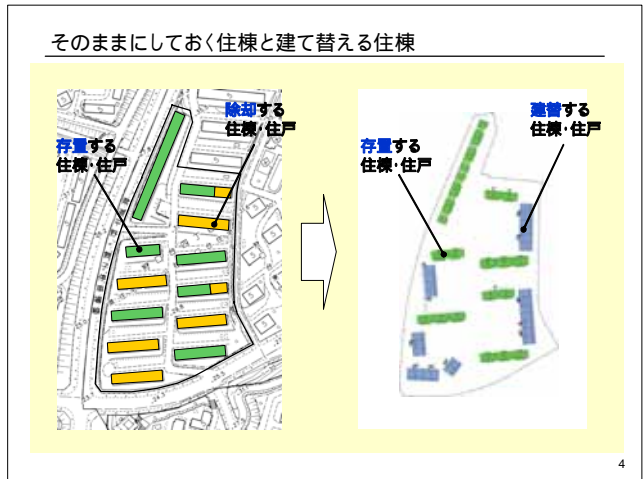 そのままにしておく住棟と建て替える住棟
除却する
住棟・住戸
存置する
住棟・住戸
建替する
住棟・住戸
存置する
住棟・住戸
4